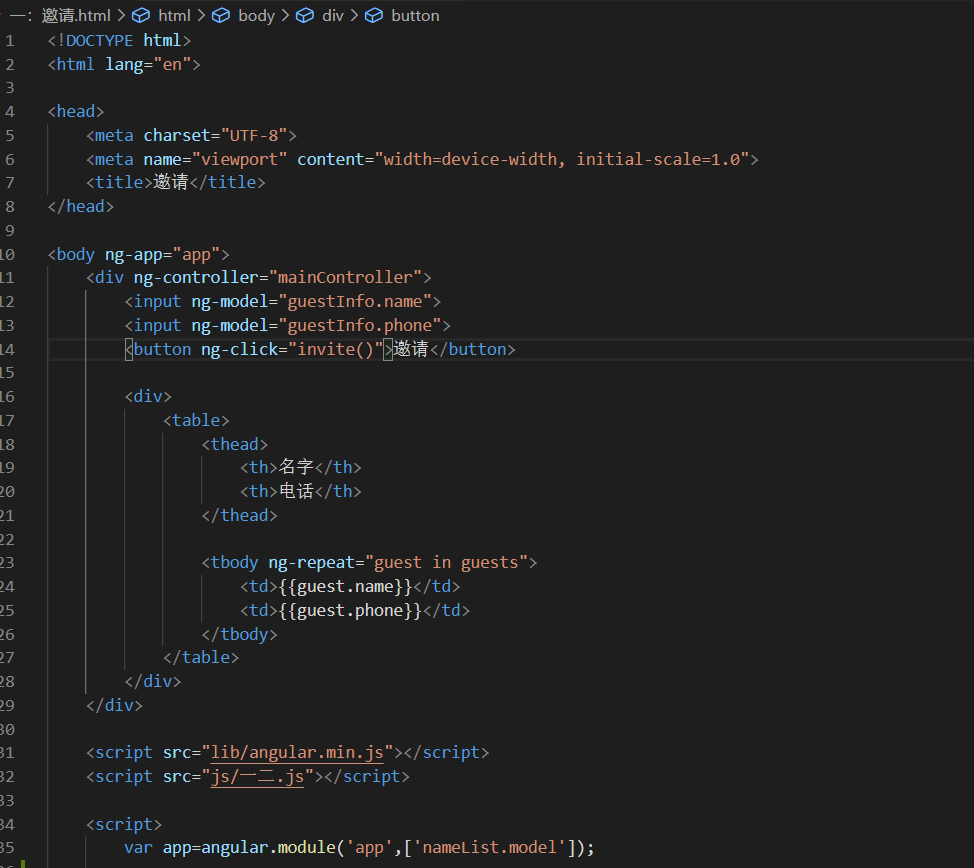 一: 邀请.html > html > body > div > button
1 <!DOCTYPE html>
2 <html lang="en">
3
4 <head>
5 <meta charset="UTF-8">
6 <meta name="viewport" content="width=device-width, initial-scale=1.0">
7 <title>邀请</title>
8 </head>
9
10 <body ng-app="app">
11 <div ng-controller="mainController">
12 <input ng-model="guestInfo.name">
13 <input ng-model="guestInfo.phone">
14 <button ng-click="invite()">邀请</button>
15
16 <div>
17 <table>
18 <thead>
19 <th>名字</th>
20 <th>电话</th>
21 </thead>
22
23 <tbody ng-repeat="guest in guests">
24 <td>{{guest.name}}</td>
25 <td>{{guest.phone}}</td>
26 </tbody>
27 </table>
28 </div>
29 </div>
30
31 <script src="lib/angular.min.js"></script>
32 <script src="js/一二.js"></script>
33
34 <script>
35 var app=angular.module('app',['nameList.model']);